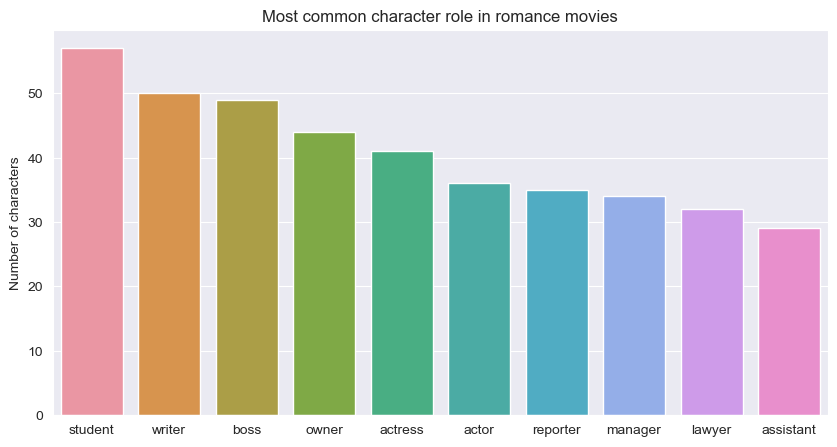 Most common character role in romance movies
Number of characters
50
40
30
20
10
0
student writer boss owner actress actor reporter manager lawyer assistant